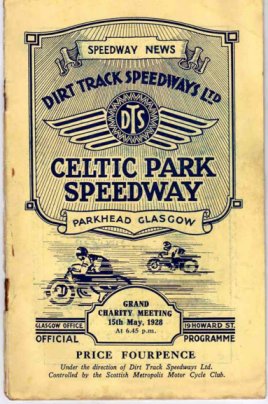 SPEEDWAY NEWS
DIRT TRACK SPEEDWAYS LTD
DTS
CELTIC PARK
SPEEDWAY
PARKHEAD GLASGOW
GRAND
CHARITY MEETING
15th May, 1928
At 6.45 p.m.
GLASGOW OFFICE
19 HOWARD ST.
OFFICIAL
PROGRAMME
PRICE FOURPENCE
Under the direction of Dirt Track Speedways Ltd.
Controlled by the Scottish Metropolis Motor Cycle Club.